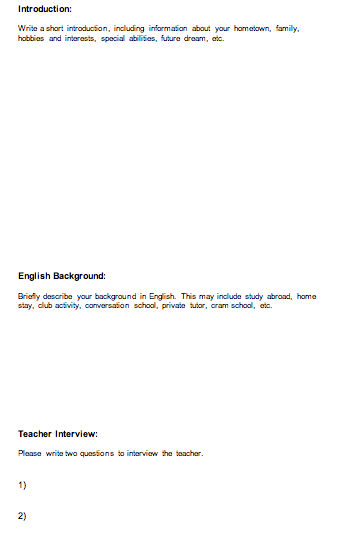 Introduction:
Write a short introduction, including information about your hometown, family,
hobbies and interests, special abilities, future dream, etc.
English Background:
Briefly describe your background in English. This may include study abroad, home
stay, club activity, conversation school, private tutor, cram school, etc.
Teacher Interview:
Please write two questions to interview the teacher.
1)
2)